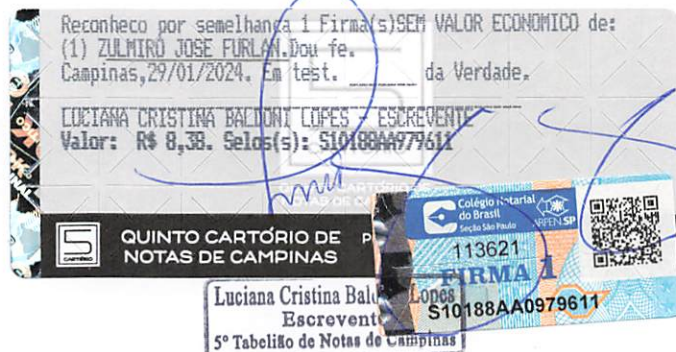 Reconheco por semelhança 1 Firma(s)SEM VALOR ECONOMICO de:
(1) ZULMIRO JOSE FURLAN.Dou fe.
Campinas,29/01/2024. Em test. da Verdade.
LUCIANA CRISTINA BALDONI LOPES - ESCREVENTE
Valor: R$ 8,38. Selos(s): S10188AA979611
5
CARTÓRIO
QUINTO CARTÓRIO DE
NOTAS DE CAMPINAS
Colégio Notarial
do Brasil
Seção São Paulo
ARPEN.SP
113621
FIRMA 1
S10188AA0979611
Luciana Cristina Lopes
5º Tabelião de Notas de Campinas